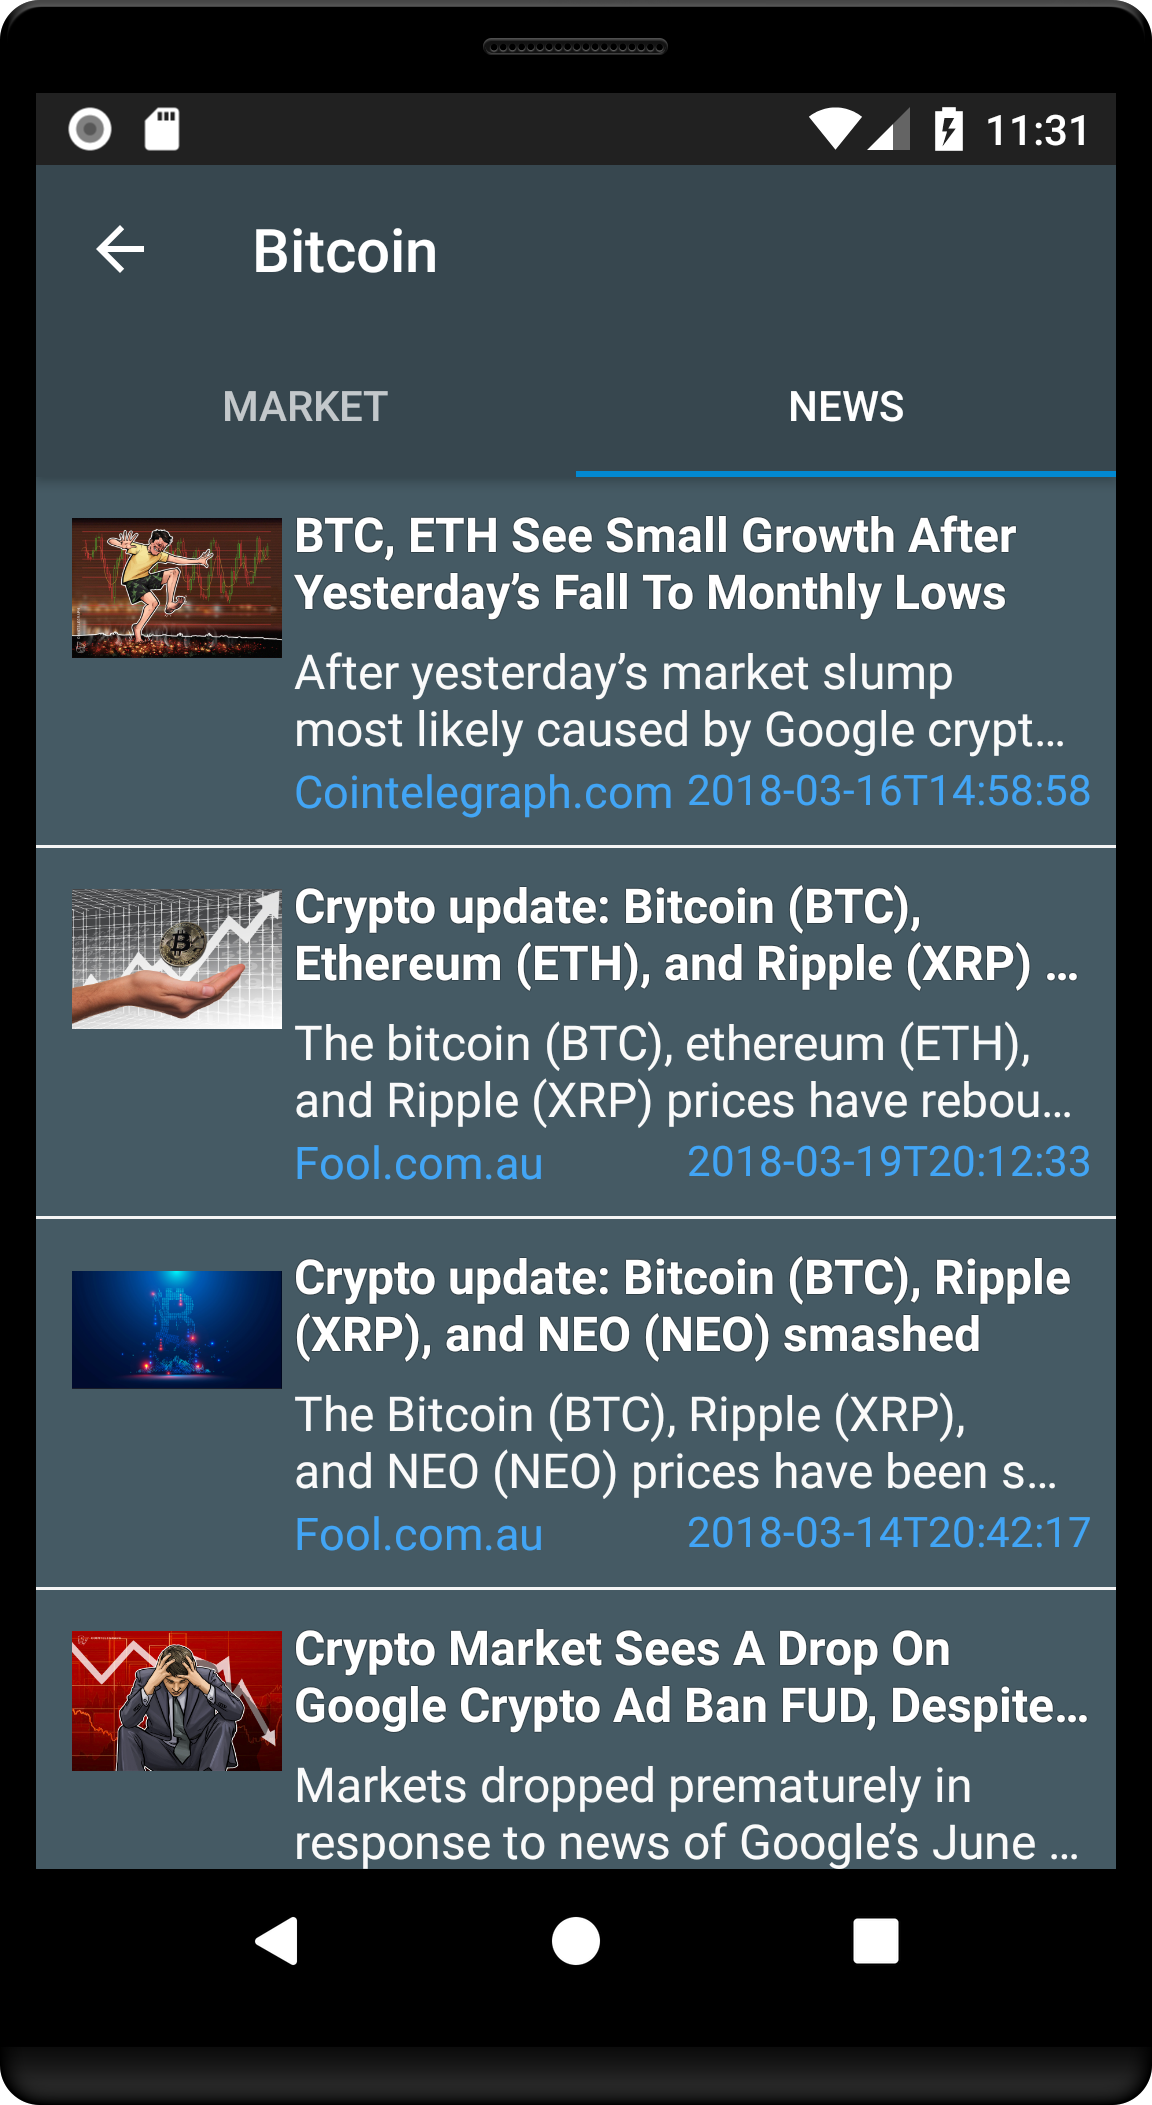 11:31
Bitcoin
MARKET
NEWS
BTC, ETH See Small Growth After
Yesterday’s Fall To Monthly Lows
After yesterday’s market slump
most likely caused by Google crypt…
Cointelegraph.com 2018-03-16T14:58:58
Crypto update: Bitcoin (BTC),
Ethereum (ETH), and Ripple (XRP) …
The bitcoin (BTC), ethereum (ETH),
and Ripple (XRP) prices have rebou…
Fool.com.au 2018-03-19T20:12:33
Crypto update: Bitcoin (BTC), Ripple
(XRP), and NEO (NEO) smashed
The Bitcoin (BTC), Ripple (XRP),
and NEO (NEO) prices have been s…
Fool.com.au 2018-03-14T20:42:17
Crypto Market Sees A Drop On
Google Crypto Ad Ban FUD, Despite…
Markets dropped prematurely in
response to news of Google’s June …